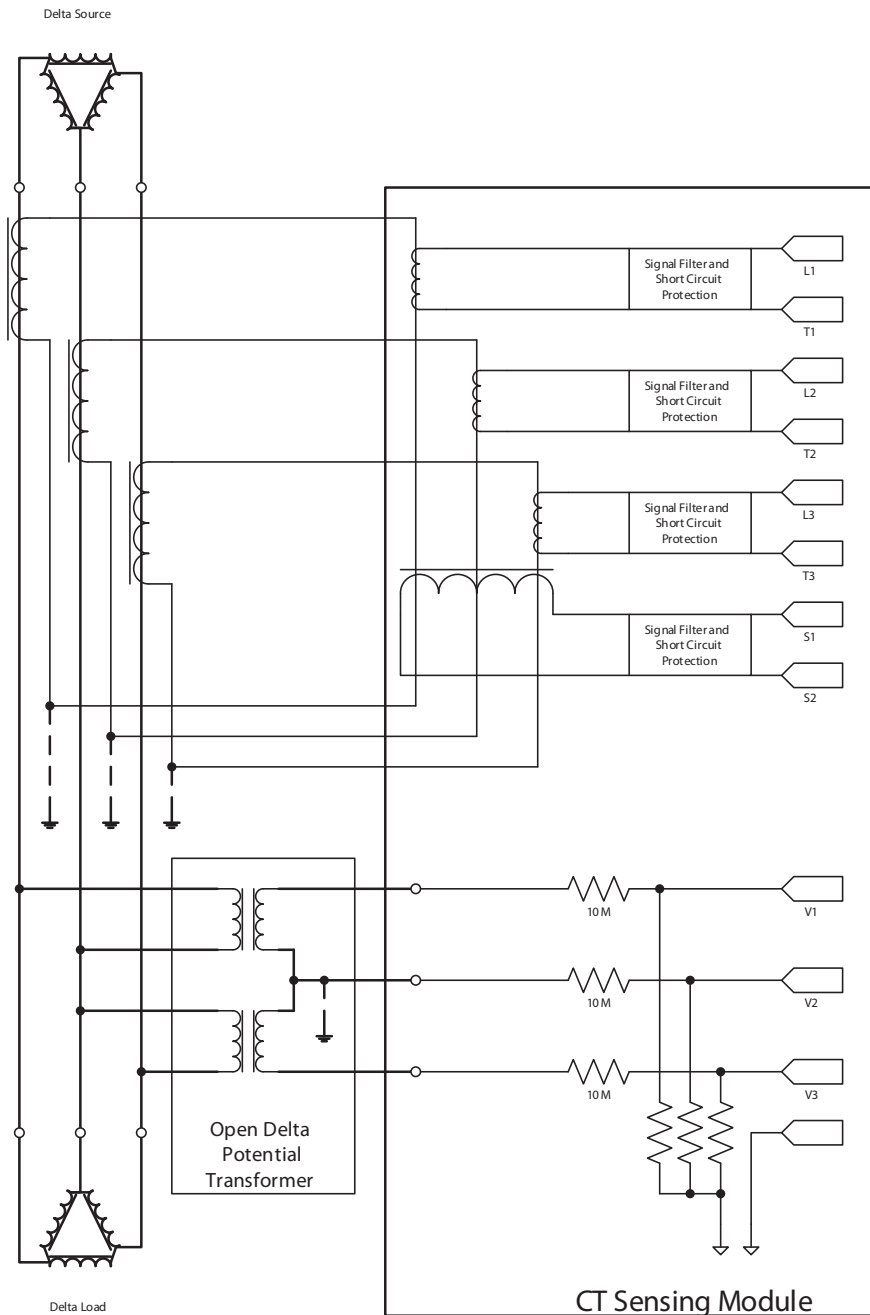 Delta Source
Signal Filter and
Short Circuit
Protection
L1
T1
Signal Filter and
Short Circuit
Protection
L2
T2
Signal Filter and
Short Circuit
Protection
L3
T3
Signal Filter and
Short Circuit
Protection
S1
S2
10 M
V1
10 M
V2
10 M
V3
Open Delta
Potential
Transformer
Delta Load
CT Sensing Module